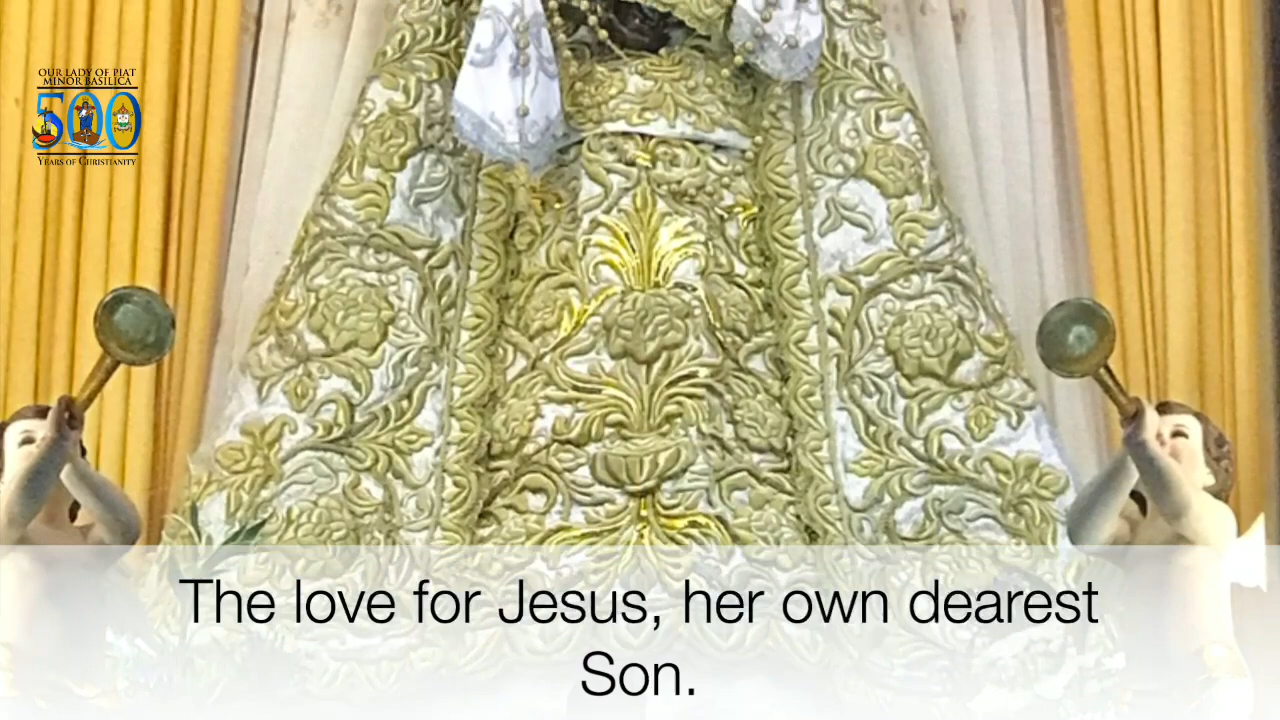 OUR LADY OF PIAT
MINOR BASILICA
500
YEARS OF CHRISTIANITY
The love for Jesus, her own dearest
Son.